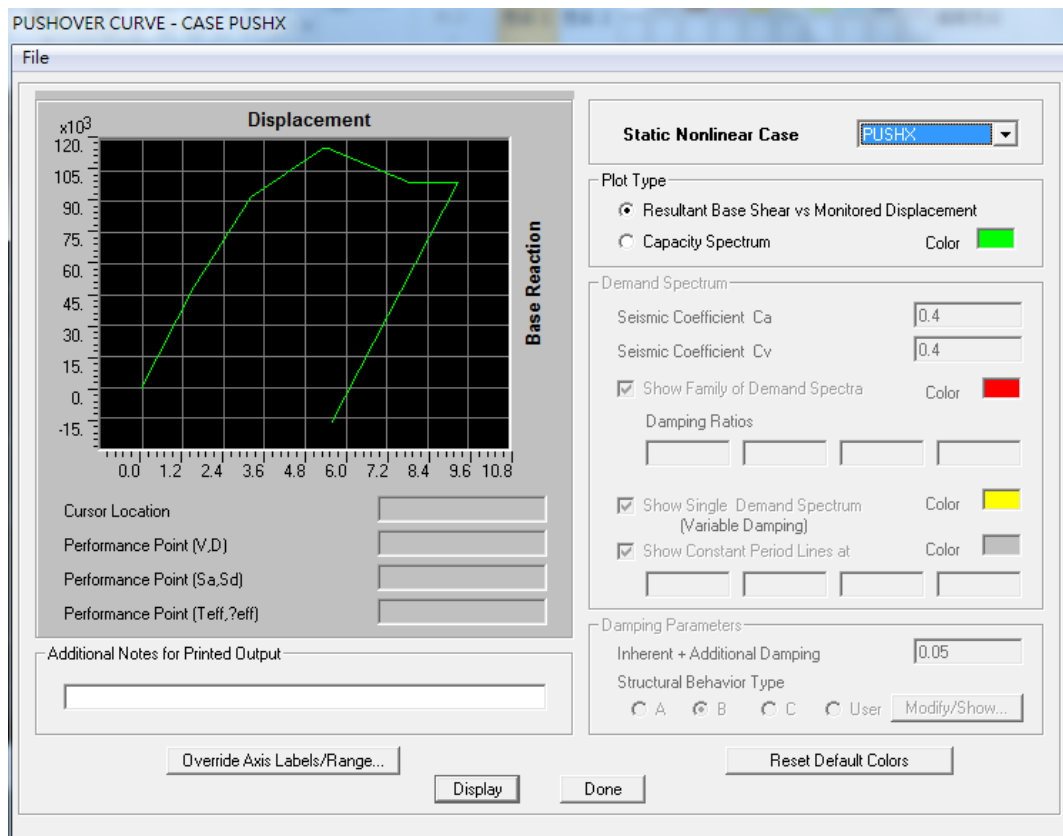 PUSHOVER CURVE - CASE PUSHX
File
Displacement
x10³
120.
105.
90.
75.
60.
45.
30.
15.
0.
-15.
0.0 1.2 2.4 3.6 4.8 6.0 7.2 8.4 9.6 10.8
Base Reaction
Cursor Location
Performance Point (V,D)
Performance Point (Sa,Sd)
Performance Point (Teff,?eff)
Additional Notes for Printed Output
Override Axis Labels/Range...
Static Nonlinear Case PUSHX
Plot Type
Resultant Base Shear vs Monitored Displacement
Capacity Spectrum Color
Demand Spectrum
Seismic Coefficient Ca 0.4
Seismic Coefficient Cv 0.4
Show Family of Demand Spectra Color
Damping Ratios
Show Single Demand Spectrum Color
(Variable Damping)
Show Constant Period Lines at Color
Damping Parameters
Inherent + Additional Damping 0.05
Structural Behavior Type
A B C User Modify/Show...
Reset Default Colors
Display Done